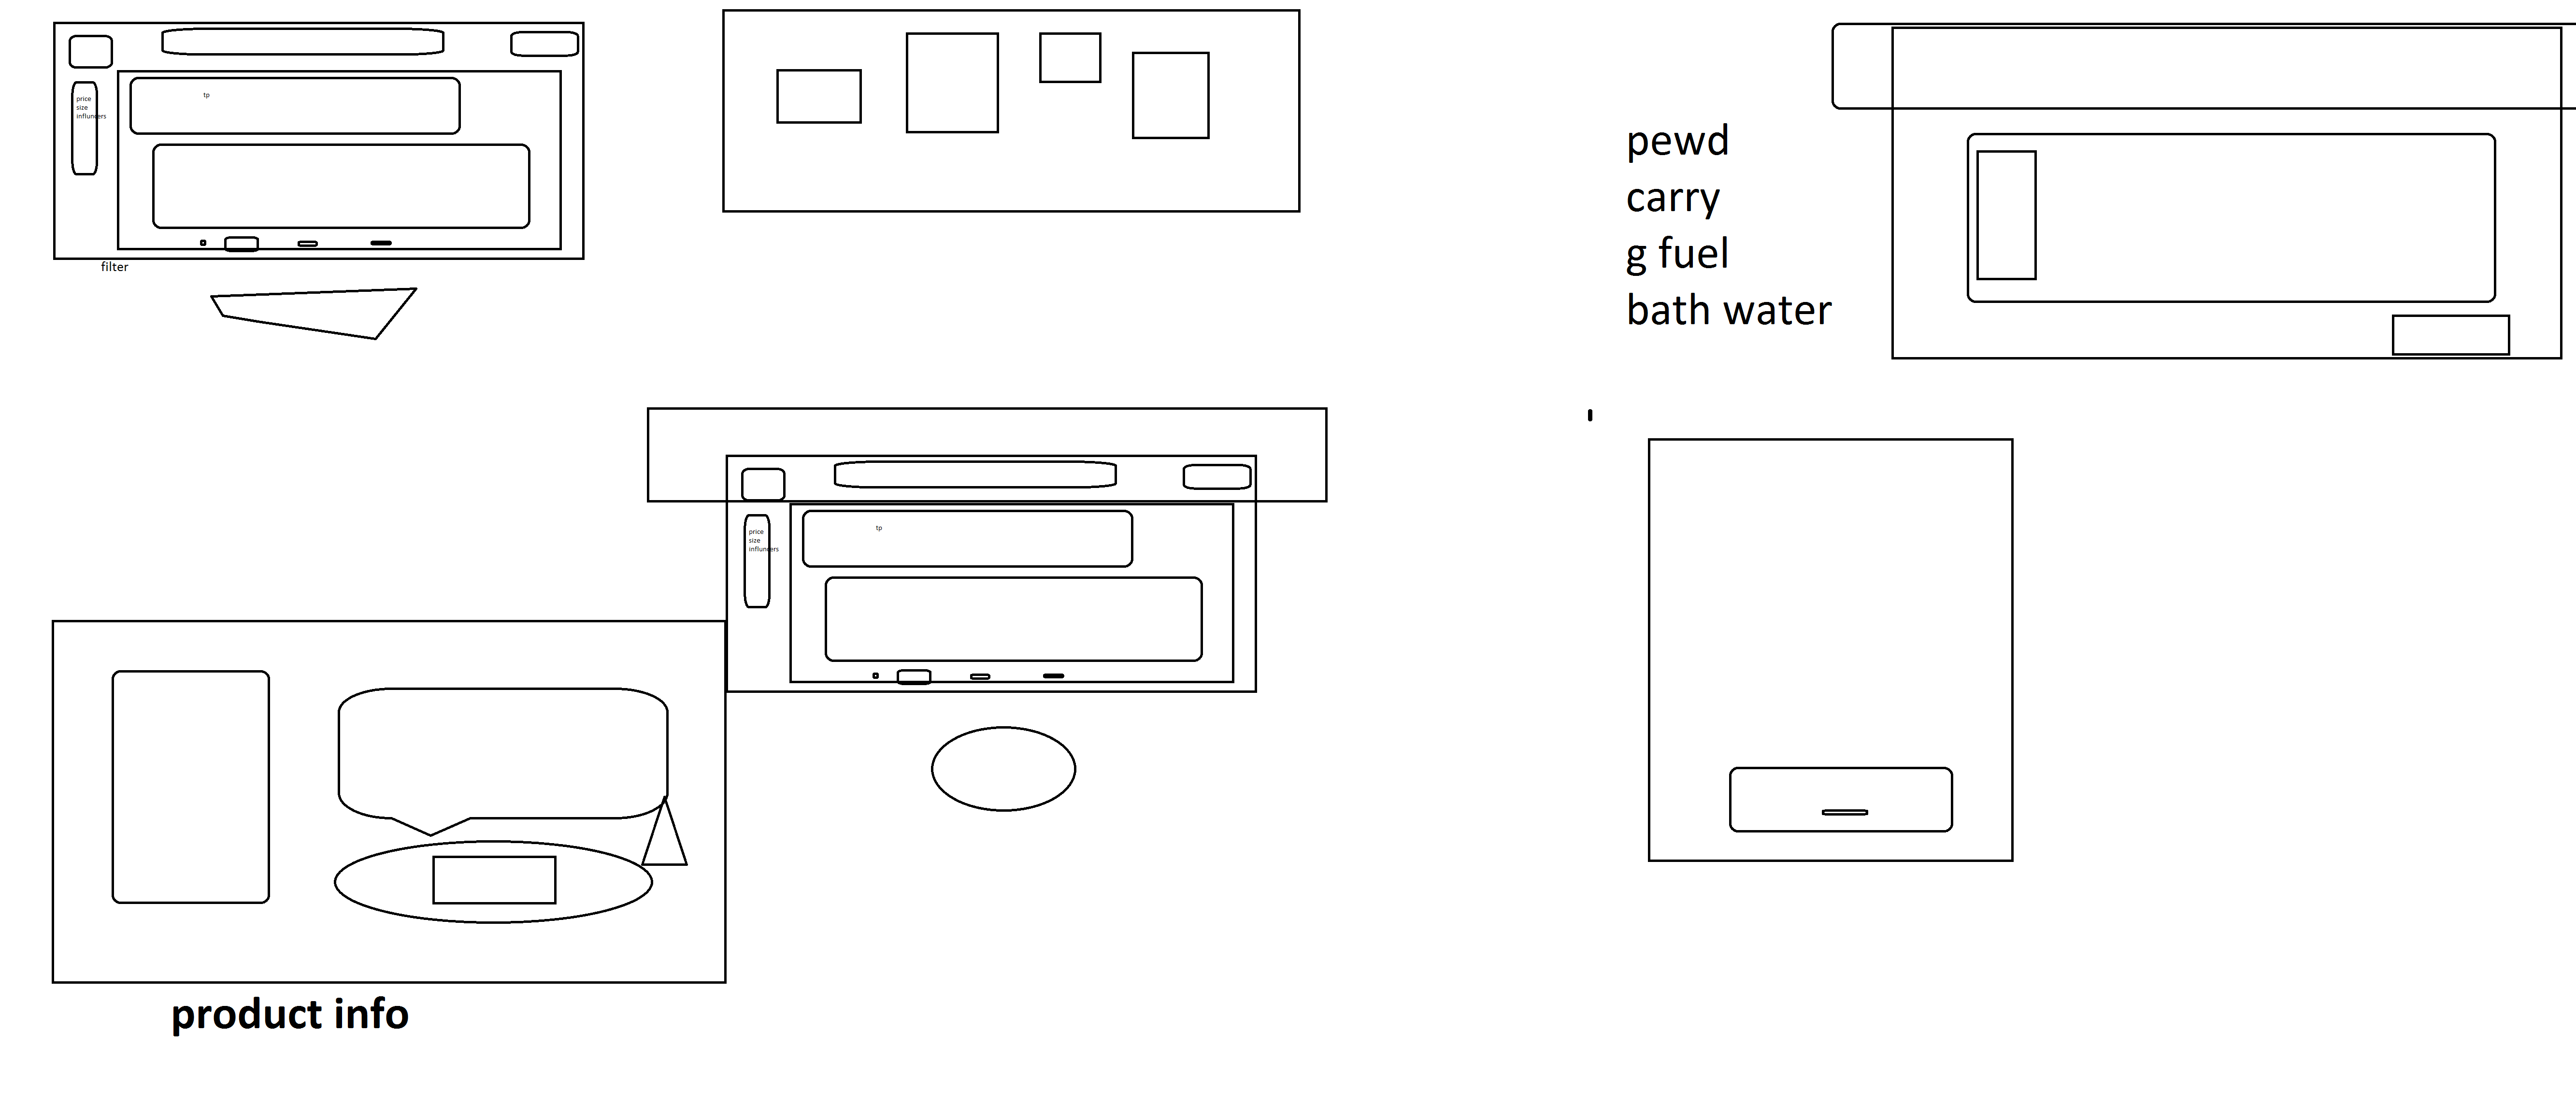 price
size
influncers
tp
filter
pewd
carry
g fuel
bath water
price
size
influncers
tp
product info